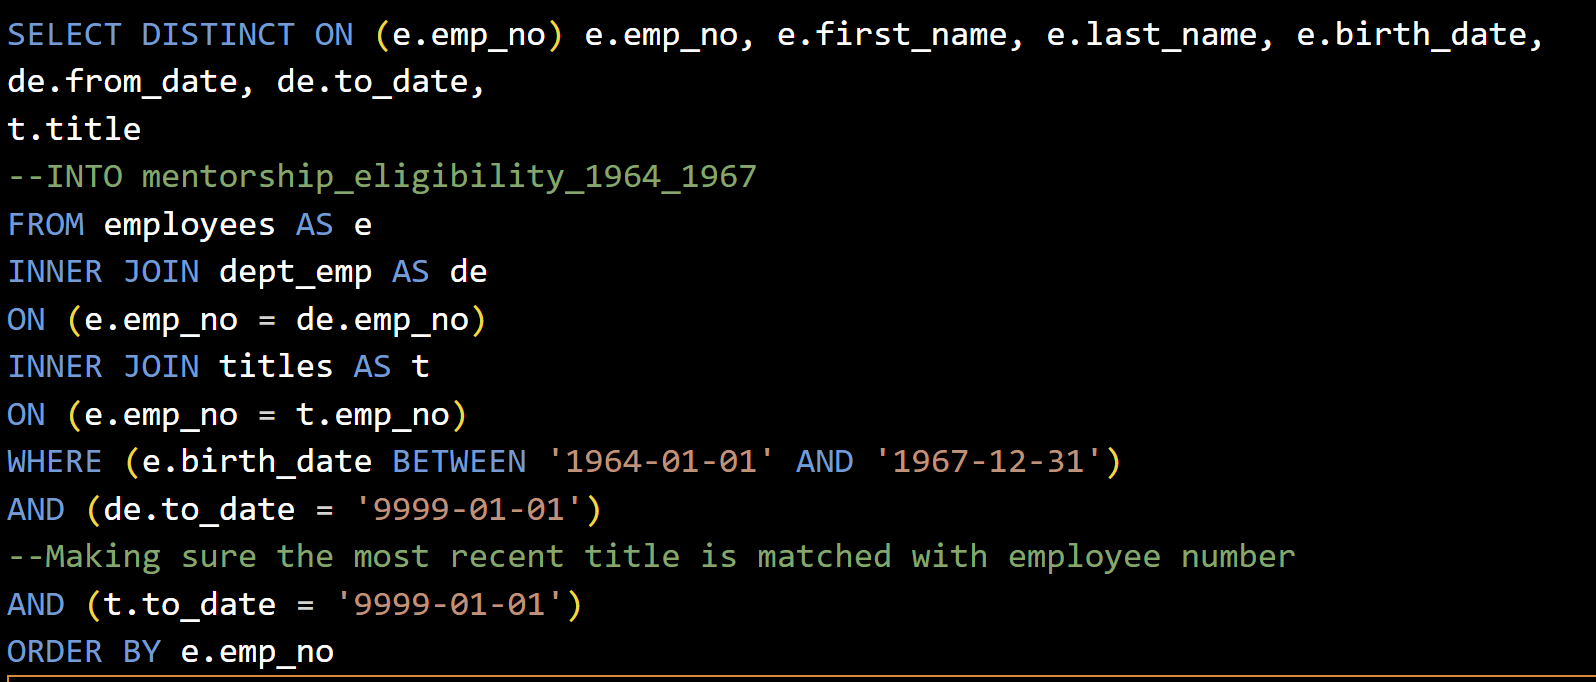 SELECT DISTINCT ON (e.emp_no) e.emp_no, e.first_name, e.last_name, e.birth_date,
de.from_date, de.to_date,
t.title
--INTO mentorship_eligibility_1964_1967
FROM employees AS e
INNER JOIN dept_emp AS de
ON (e.emp_no = de.emp_no)
INNER JOIN titles AS t
ON (e.emp_no = t.emp_no)
WHERE (e.birth_date BETWEEN '1964-01-01' AND '1967-12-31')
AND (de.to_date = '9999-01-01')
--Making sure the most recent title is matched with employee number
AND (t.to_date = '9999-01-01')
ORDER BY e.emp_no